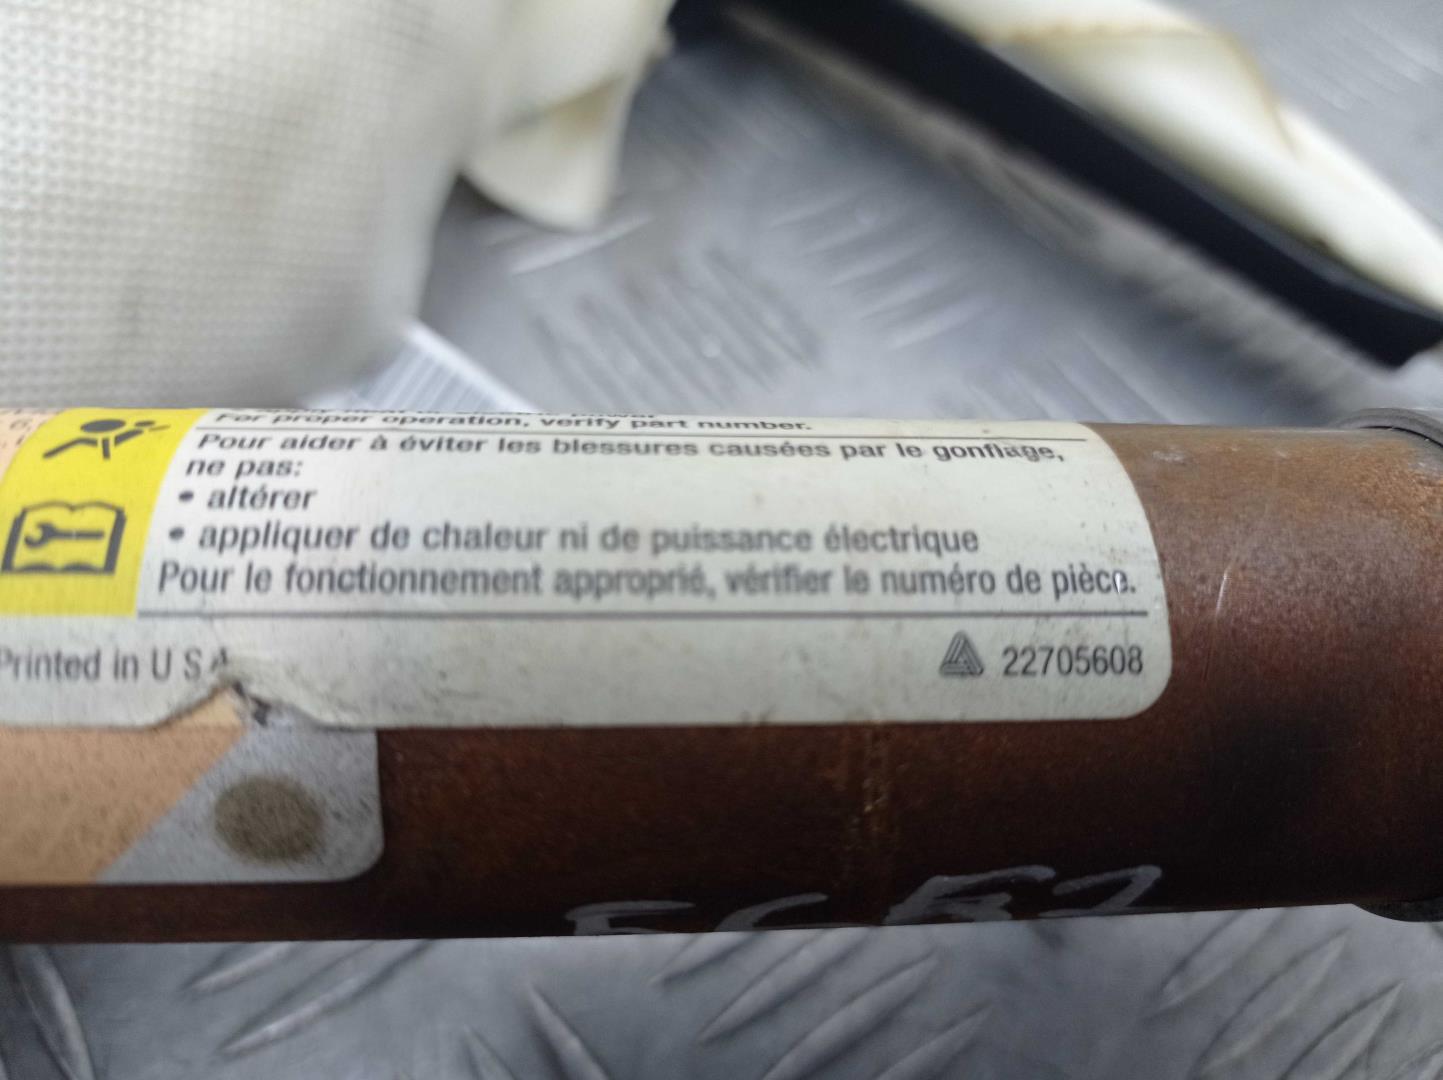 For proper operation, verify part number.
Pour aider à éviter les blessures causées par le gonflage,
ne pas:
• altérer
• appliquer de chaleur ni de puissance électrique
Pour le fonctionnement approprié, vérifier le numéro de pièce.
Printed in U S A
22705608